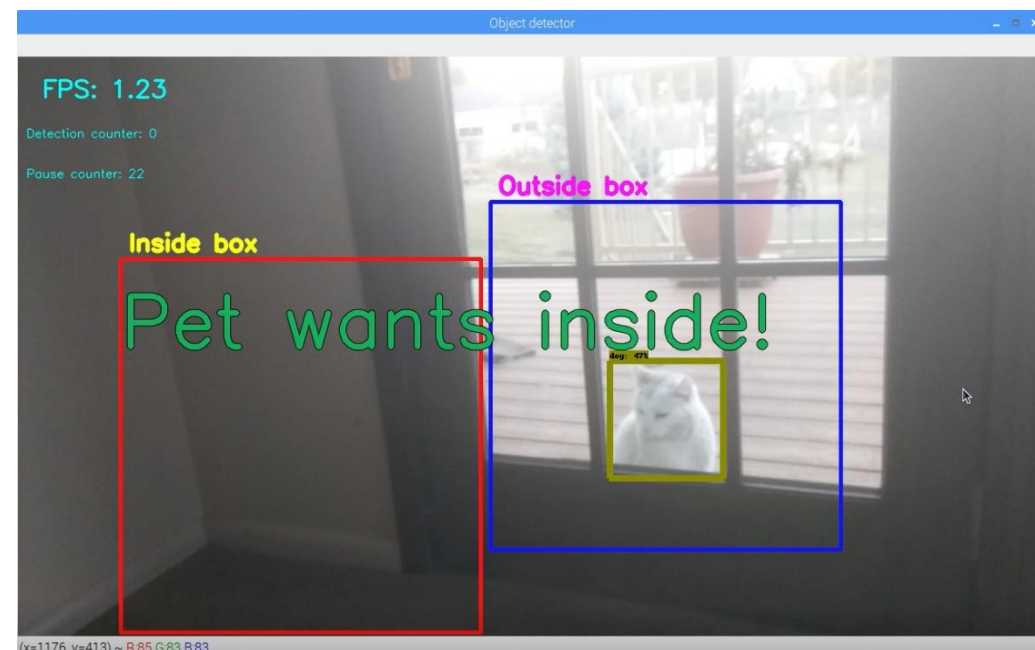 Object detector
FPS: 1.23
Detection counter: 0
Pause counter: 22
Outside box
Inside box
Pet wants inside!
dog: 47%
(x=1176, y=413) ~ R:85 G:83 B:83